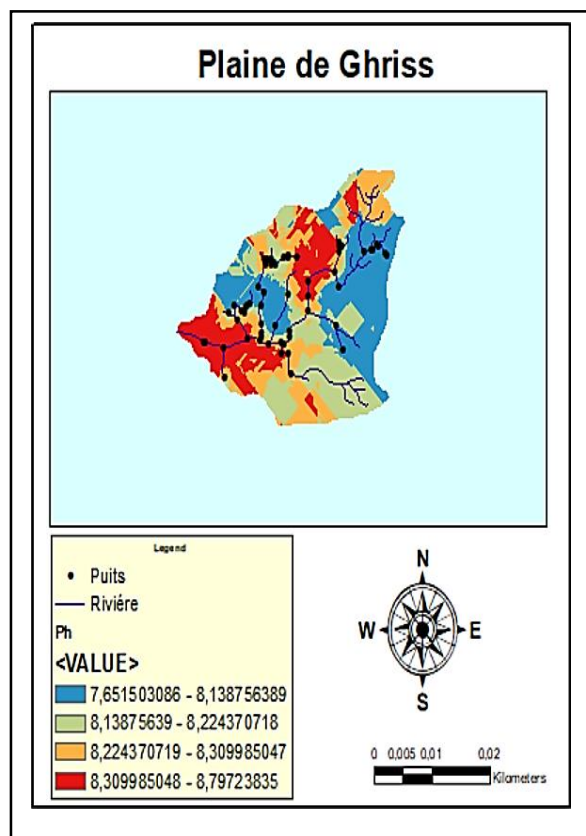 Plaine de Ghriss
Legend
Puits
Riviére
Ph
<VALUE>
7,651503086 - 8,138756389
8,13875639 - 8,224370718
8,224370719 - 8,309985047
8,309985048 - 8,79723835
N
W E
S
0 0,005 0,01 0,02
Kilometers